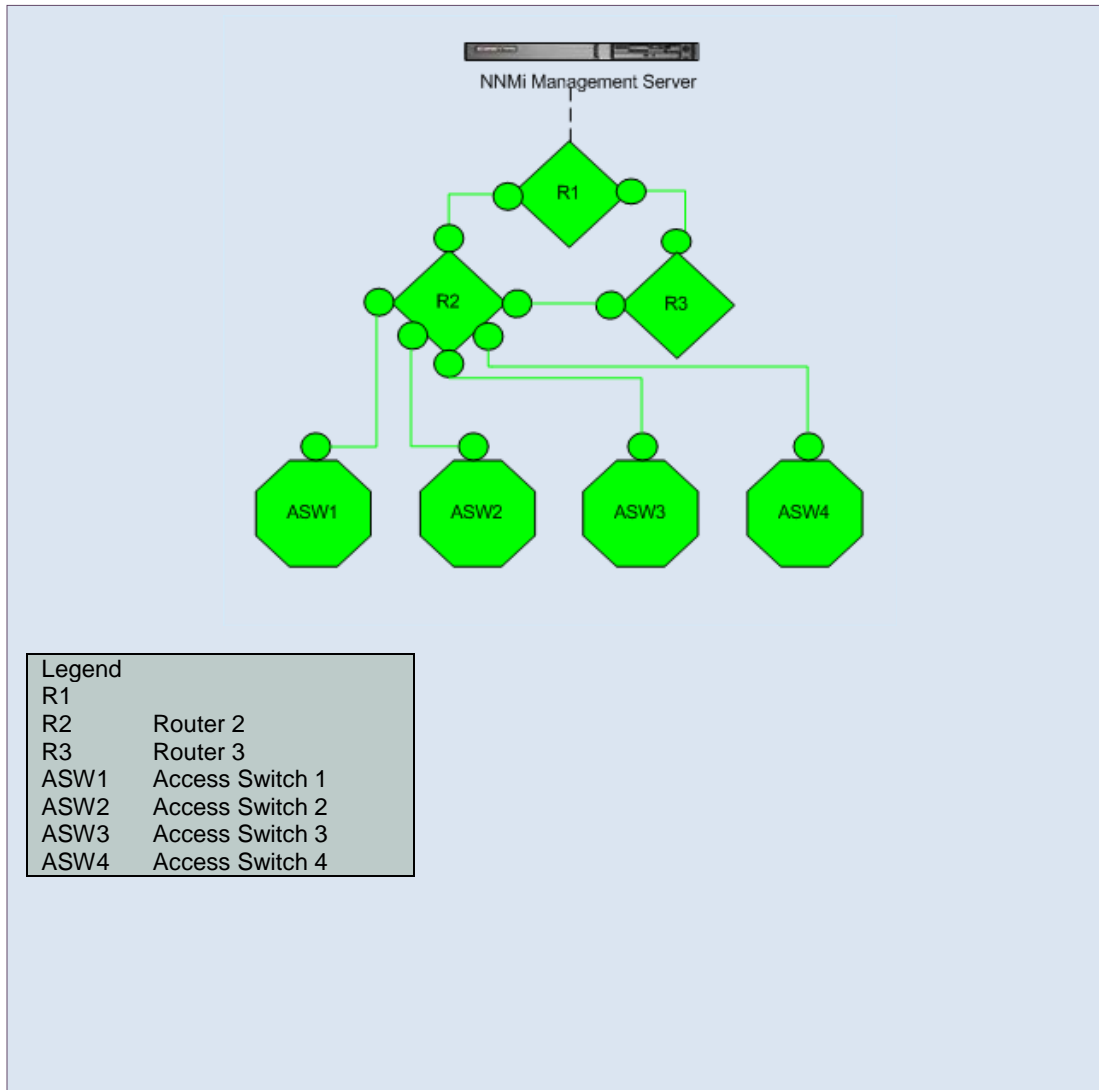 NNMi Management Server
R1
R2
R3
ASW1
ASW2
ASW3
ASW4
Legend
R1
R2 Router 2
R3 Router 3
ASW1 Access Switch 1
ASW2 Access Switch 2
ASW3 Access Switch 3
ASW4 Access Switch 4